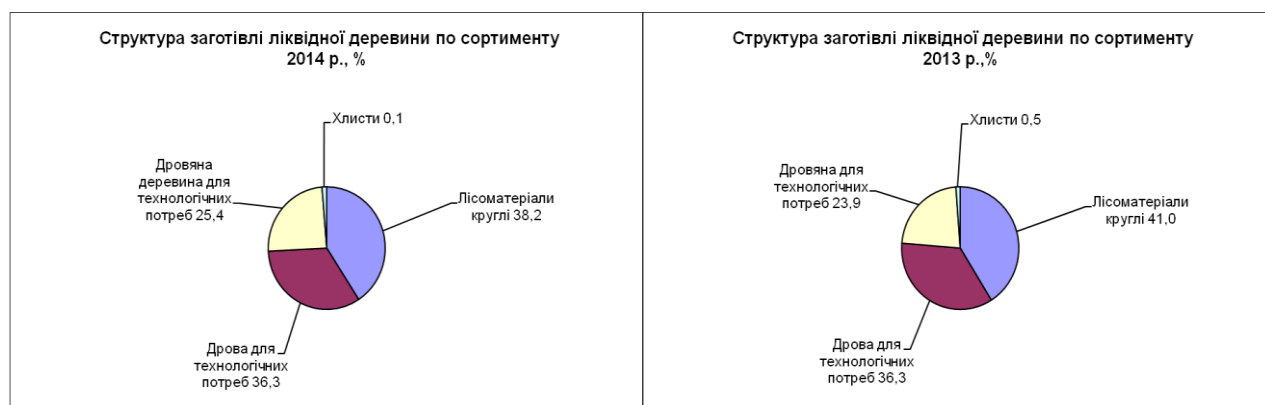 Структура заготівлі ліквідної деревини по сортименту
2014 р., %
Хлисти 0,1
Дровяна
деревина для
технологічних
потреб 25,4
Лісоматеріали
круглі 38,2
Дрова для
технологічних
потреб 36,3
Структура заготівлі ліквідної деревини по сортименту
2013 р.,%
Хлисти 0,5
Дровяна для
технологічних
потреб 23,9
Лісоматеріали
круглі 41,0
Дрова для
технологічних
потреб 36,3